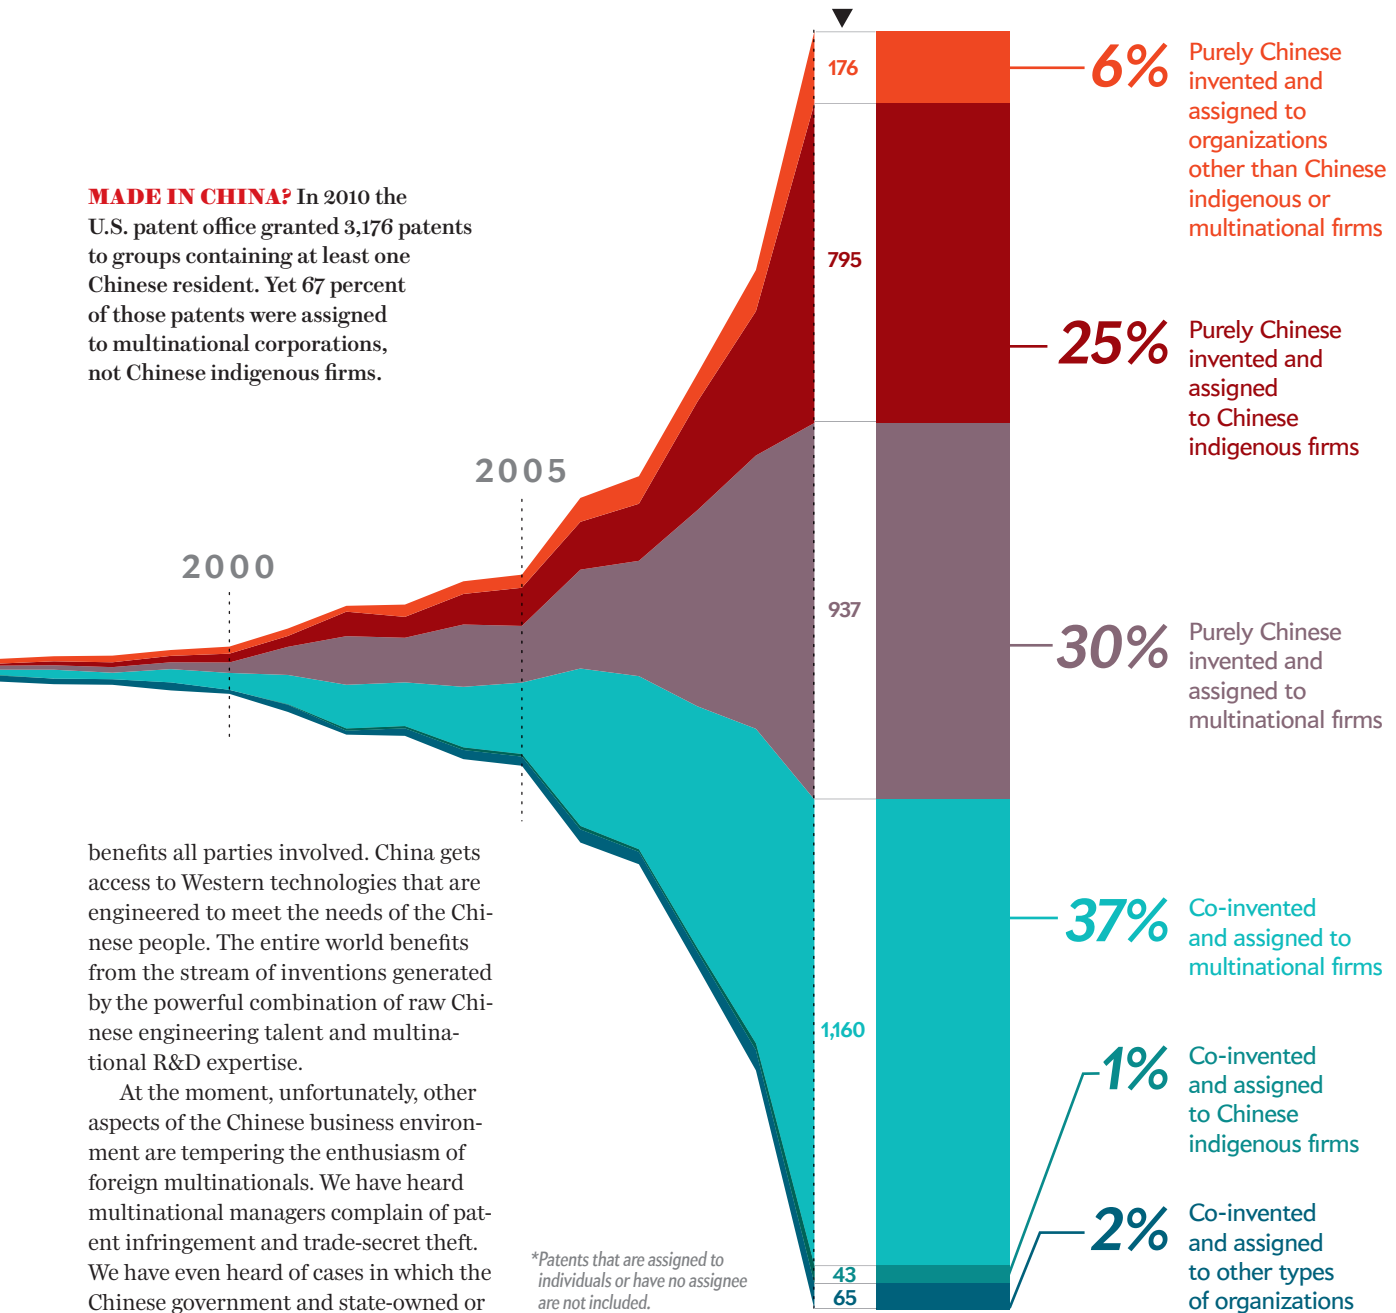 MADE IN CHINA? In 2010 the
U.S. patent office granted 3,176 patents
to groups containing at least one
Chinese resident. Yet 67 percent
of those patents were assigned
to multinational corporations,
not Chinese indigenous firms.
2000
2005
176
795
937
1,160
43
65
6%
Purely Chinese
invented and
assigned to
organizations
other than Chinese
indigenous or
multinational firms
25%
Purely Chinese
invented and
assigned
to Chinese
indigenous firms
30%
Purely Chinese
invented and
assigned to
multinational firms
37%
Co-invented
and assigned to
multinational firms
1%
Co-invented
and assigned
to Chinese
indigenous firms
2%
Co-invented
and assigned
to other types
of organizations
benefits all parties involved. China gets
access to Western technologies that are
engineered to meet the needs of the Chi-
nese people. The entire world benefits
from the stream of inventions generated
by the powerful combination of raw Chi-
nese engineering talent and multina-
tional R&D expertise.
At the moment, unfortunately, other
aspects of the Chinese business environ-
ment are tempering the enthusiasm of
foreign multinationals. We have heard
multinational managers complain of pat-
ent infringement and trade-secret theft.
We have even heard of cases in which the
Chinese government and state-owned or
*Patents that are assigned to
individuals or have no assignee
are not included.